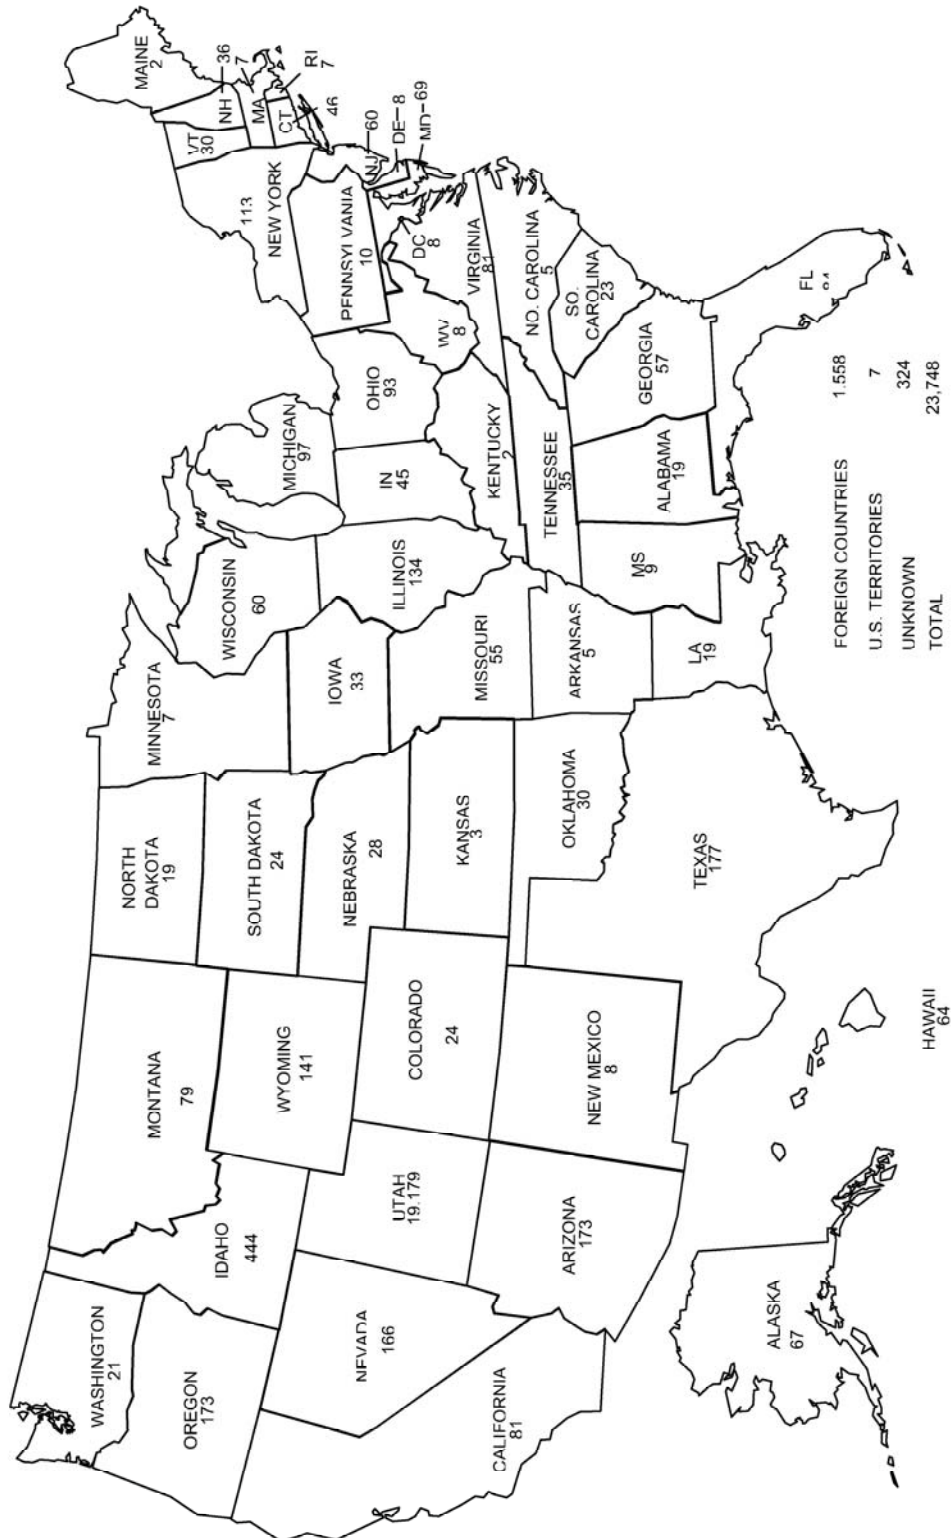 WASHINGTON
21
OREGON
173
CALIFORNIA
81
NEVADA
166
IDAHO
444
MONTANA
79
WYOMING
141
UTAH
19.179
COLORADO
24
ARIZONA
173
NEW MEXICO
8
NORTH
DAKOTA
19
SOUTH DAKOTA
24
NEBRASKA
28
KANSAS
3
OKLAHOMA
30
TEXAS
177
MINNESOTA
7
IOWA
33
MISSOURI
55
ARKANSAS
5
LA
19
WISCONSIN
60
ILLINOIS
134
MICHIGAN
97
IN
45
OHIO
93
KENTUCKY
2
TENNESSEE
35
MS
9
ALABAMA
19
GEORGIA
57
FL
SO.
CAROLINA
23
NO. CAROLINA
5
VIRGINIA
81
WV
8
DC
8
PENNSYLVANIA
10
113
NEW YORK
VT
30
NH
36
MAINE
2
MA
7
RI
7
CT
46
NJ
60
DE-8
MD-69
ALASKA
67
HAWAII
64
FOREIGN COUNTRIES 1.558
U.S. TERRITORIES 7
UNKNOWN 324
TOTAL 23,748